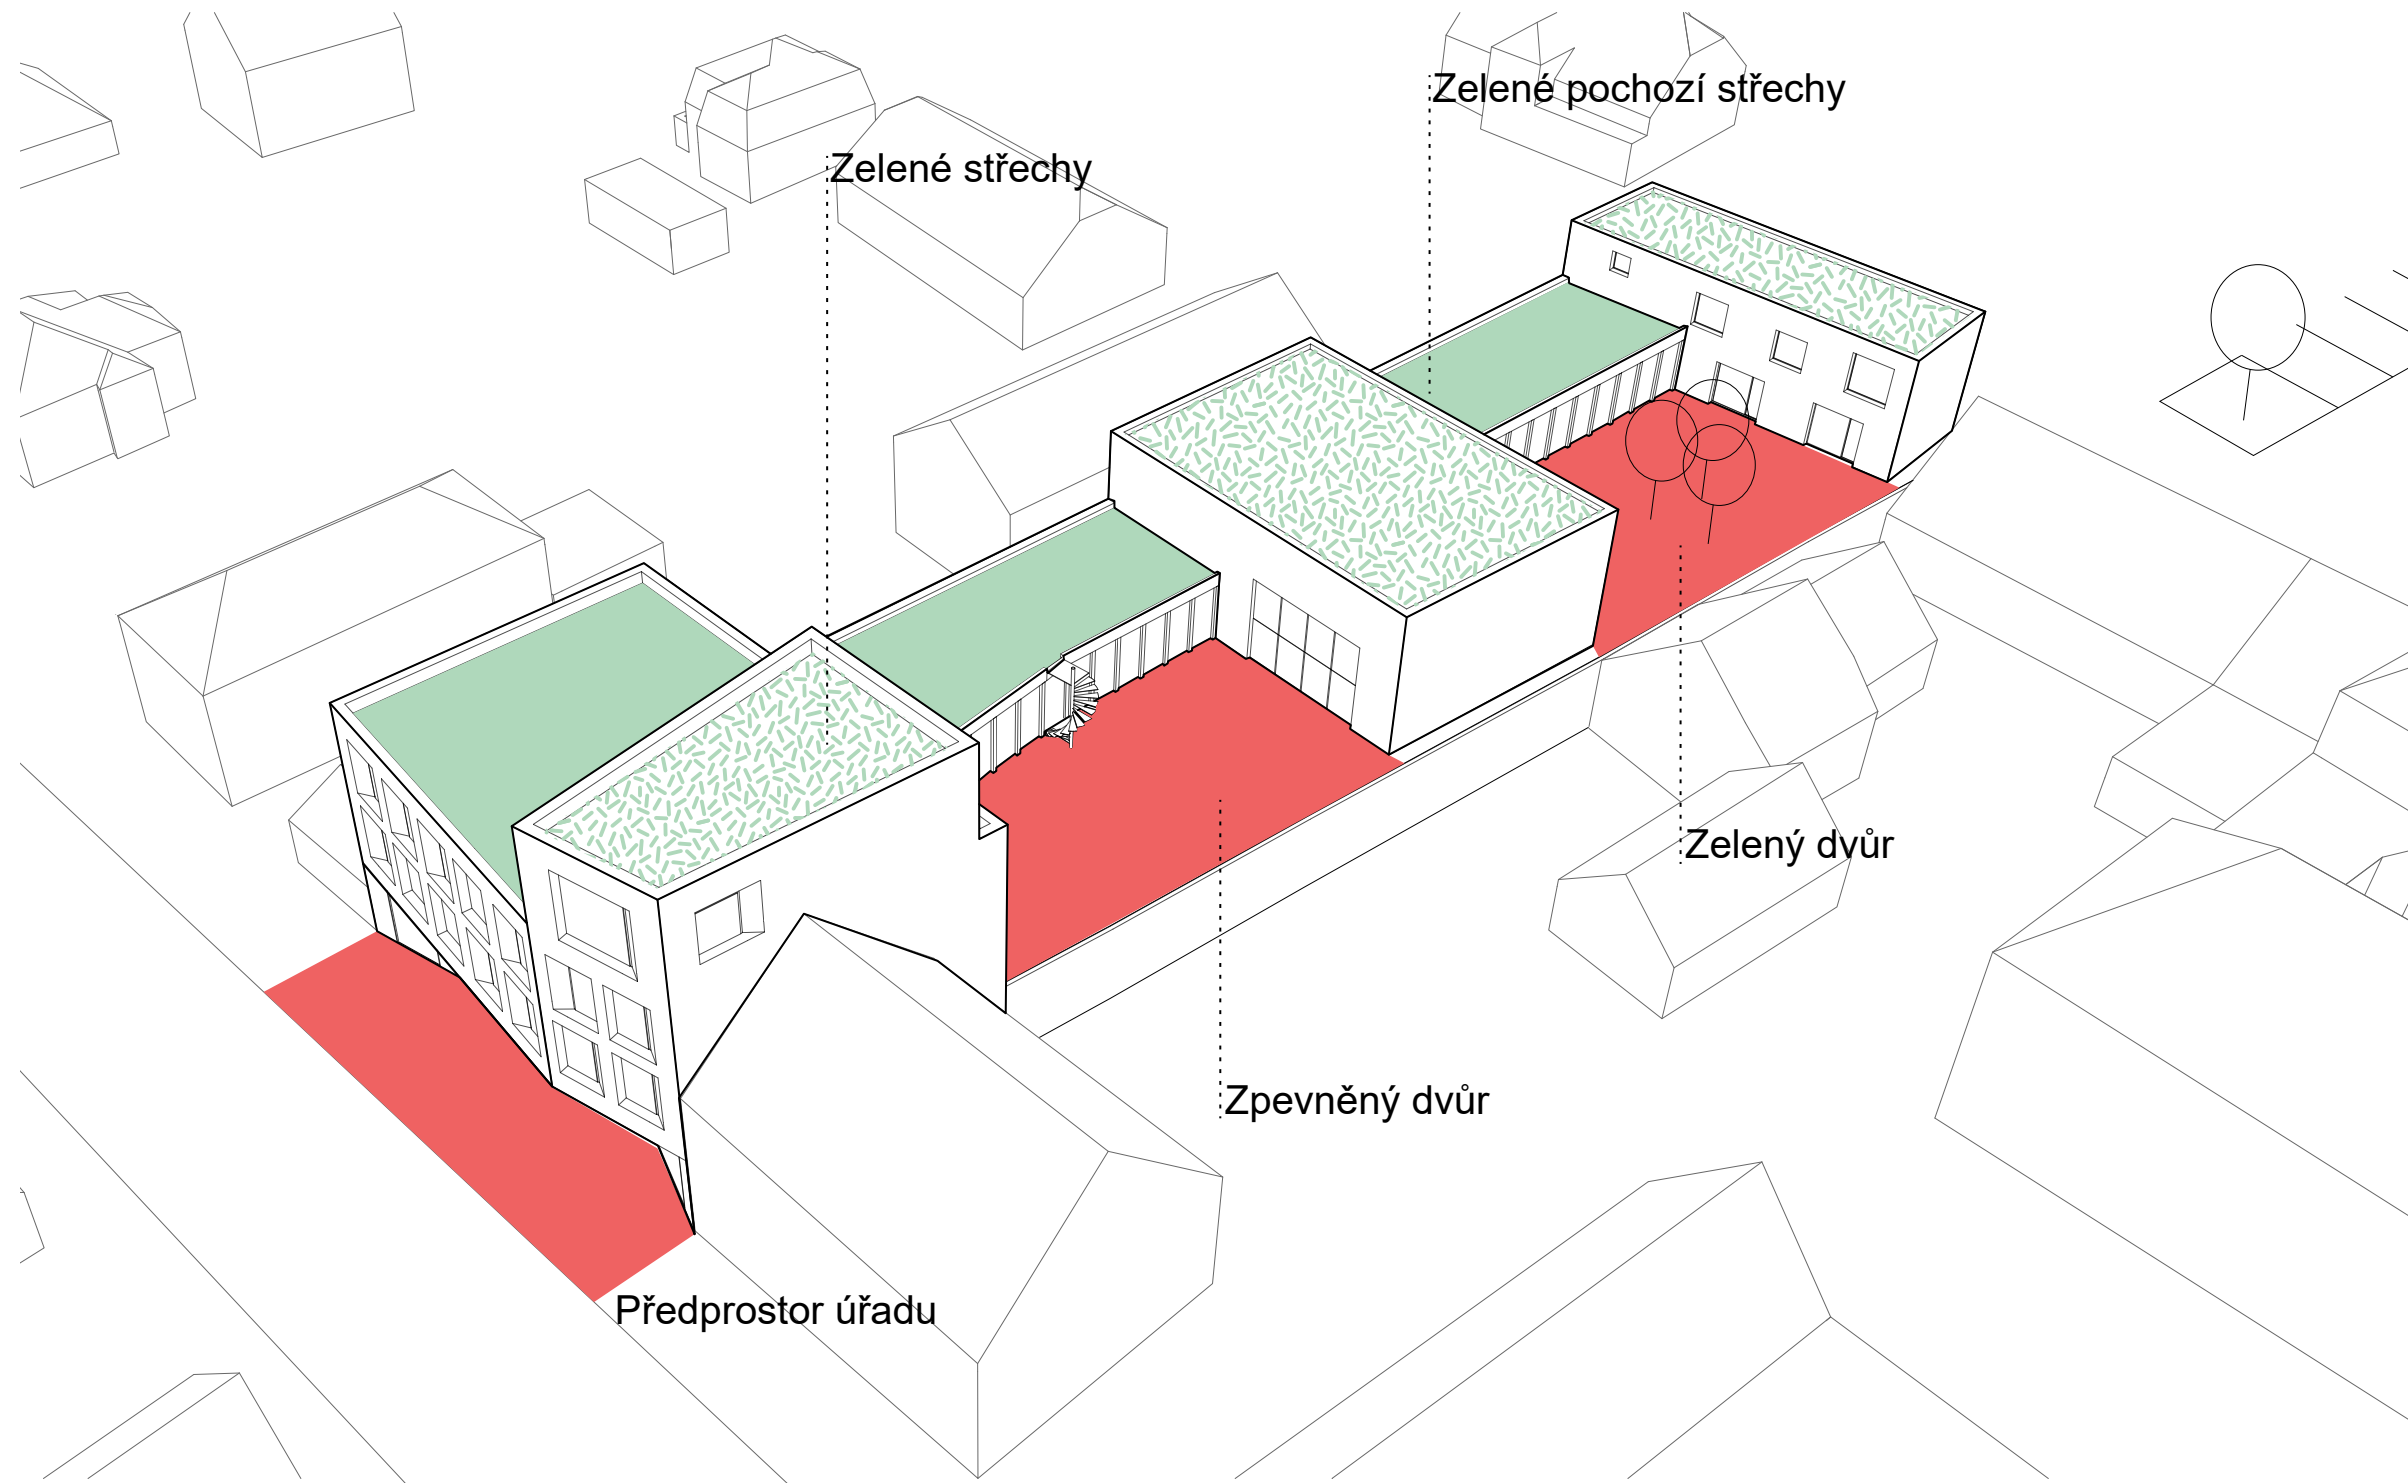 Zelené pochozí střechy
Zelené střechy
Zelený dvůr
Zpevněný dvůr
Předprostor úřadu